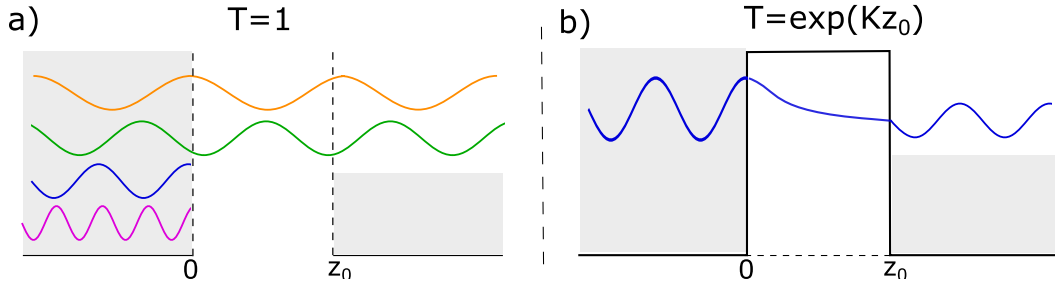 a)
T=1
0
z₀
b)
T=exp(Kz₀)
0
z₀